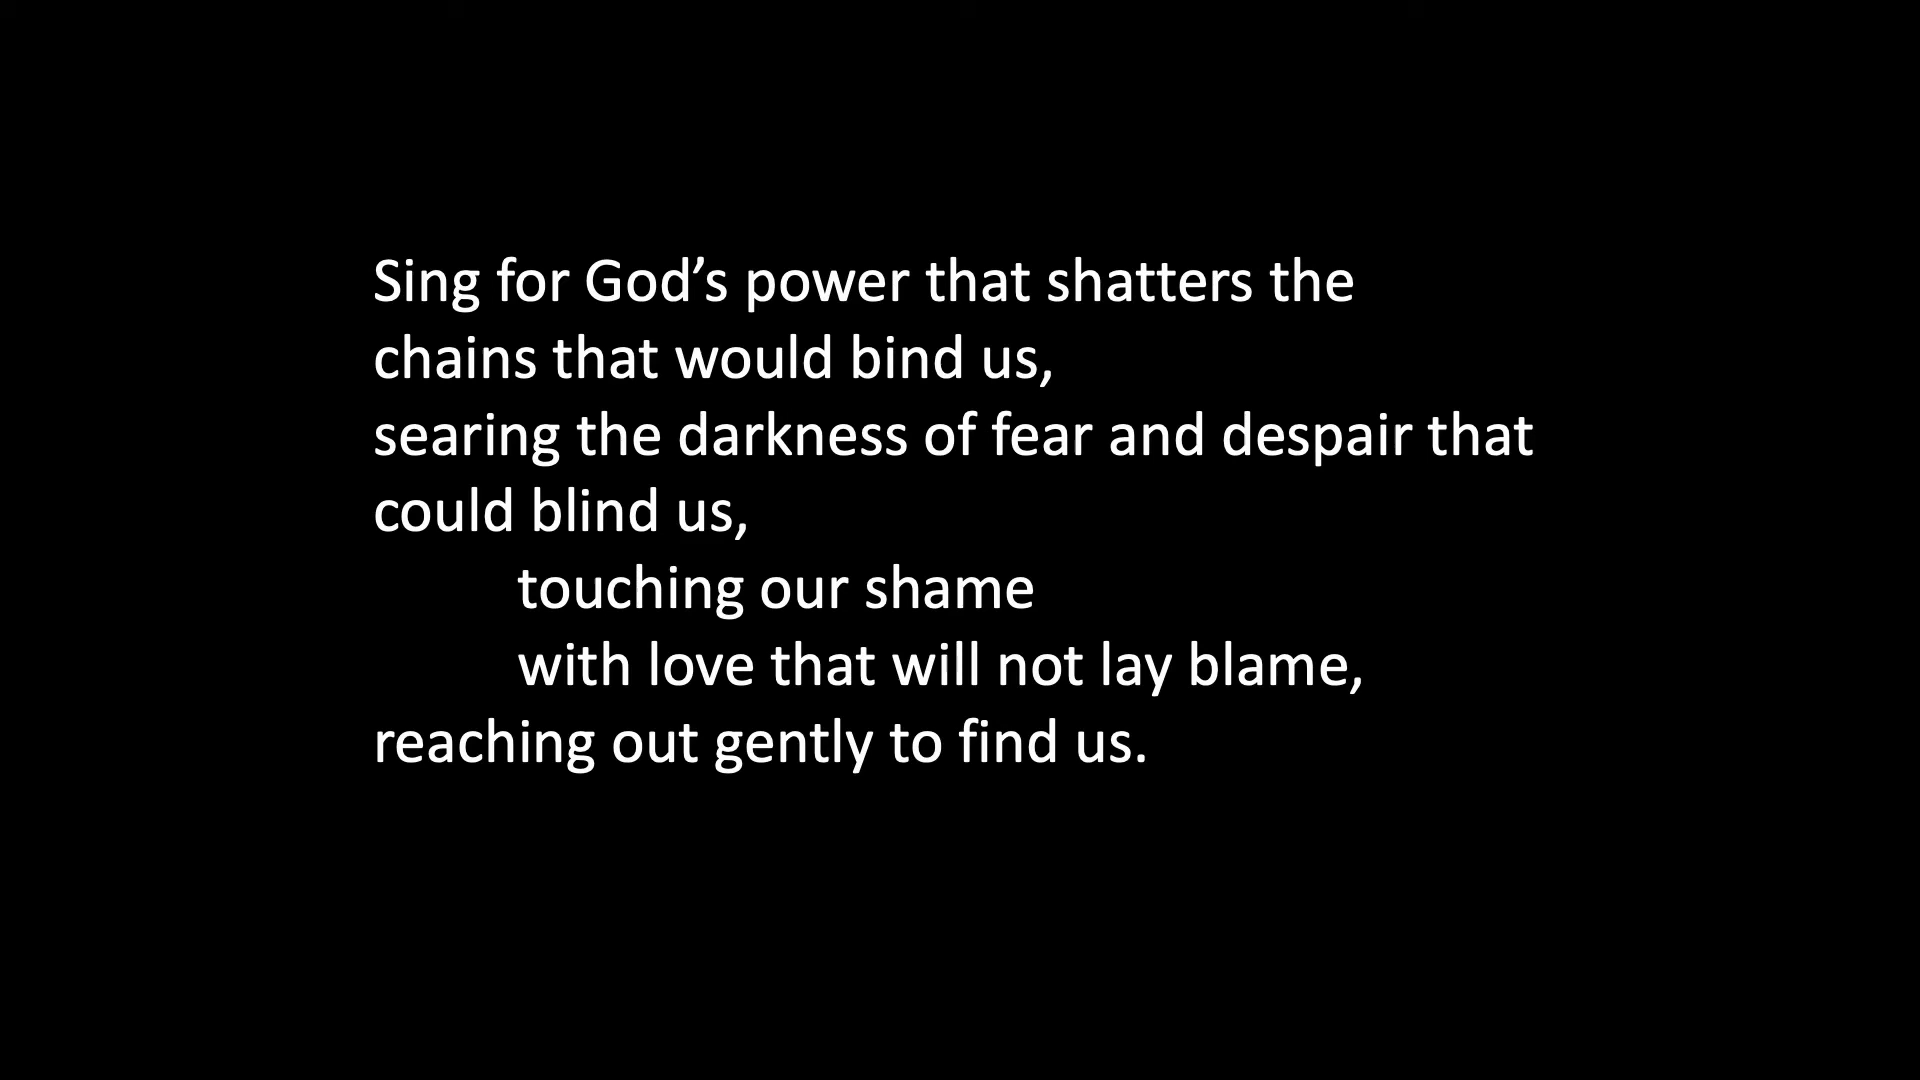 Sing for God’s power that shatters the
chains that would bind us,
searing the darkness of fear and despair that
could blind us,
touching our shame
with love that will not lay blame,
reaching out gently to find us.